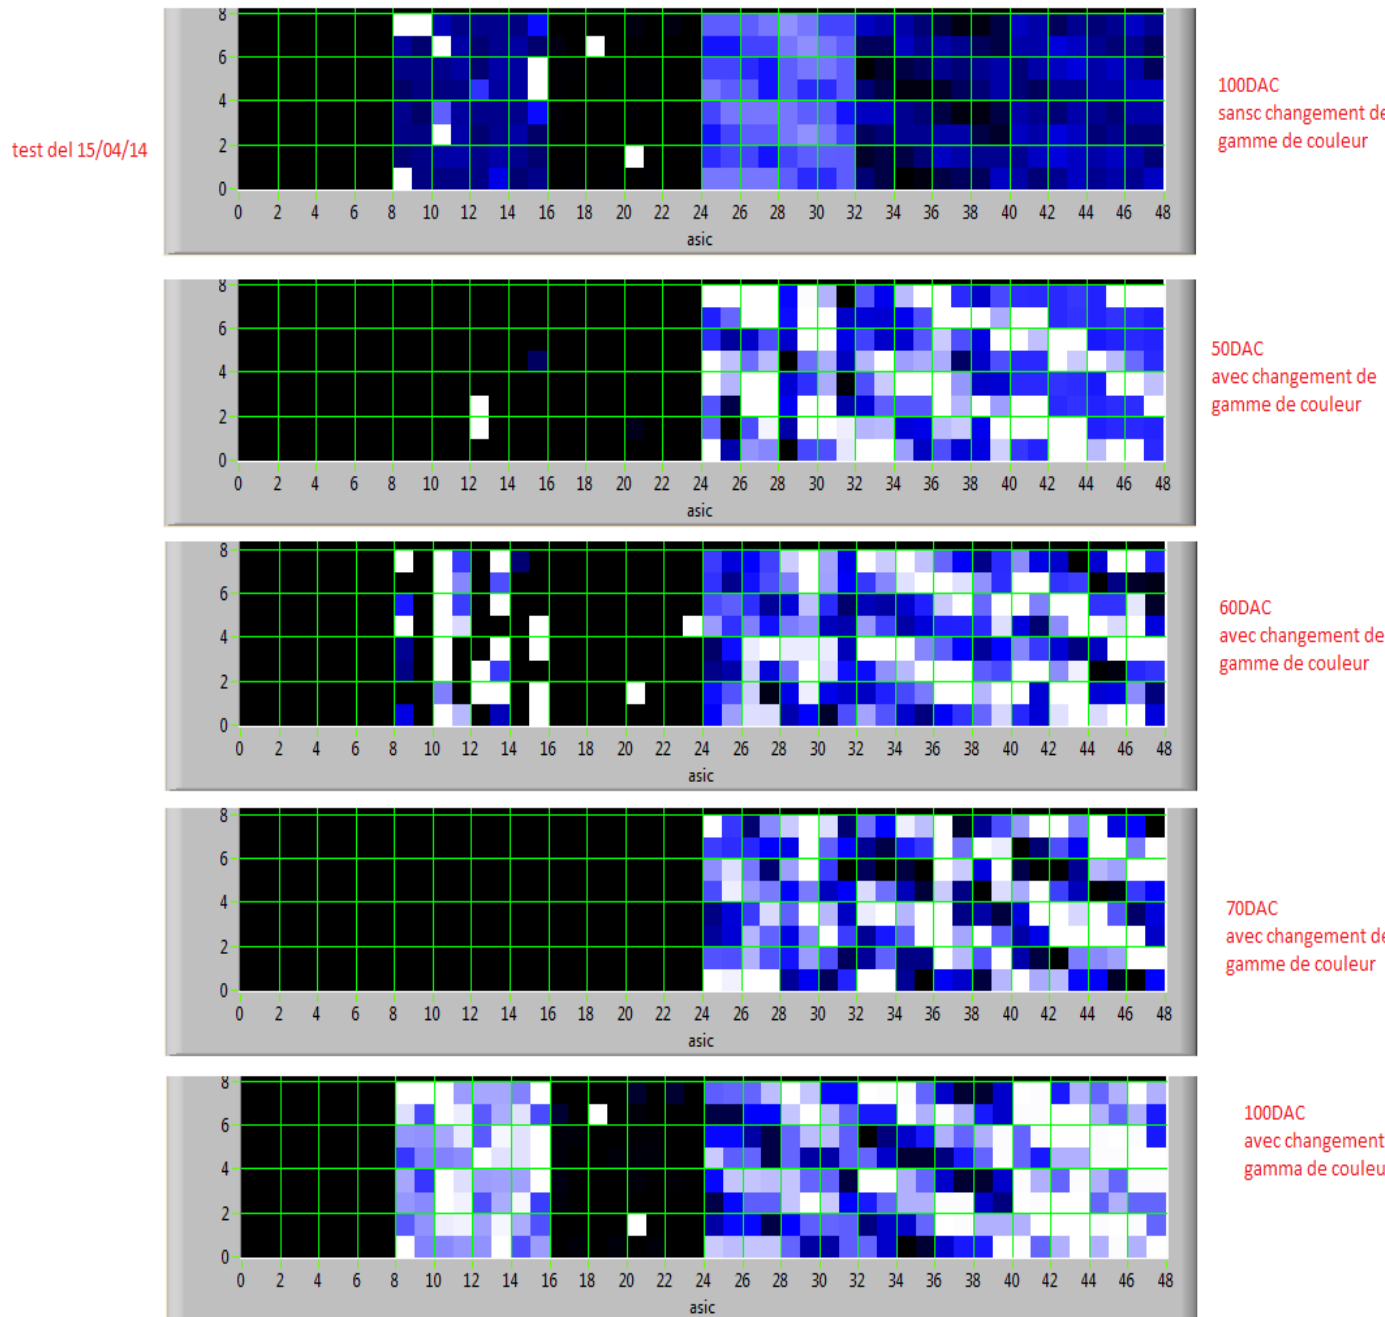 8
6
4
2
0
0 2 4 6 8 10 12 14 16 18 20 22 24 26 28 30 32 34 36 38 40 42 44 46 48
asic
test del 15/04/14
100DAC
sansc changement de
gamme de couleur
8
6
4
2
0
0 2 4 6 8 10 12 14 16 18 20 22 24 26 28 30 32 34 36 38 40 42 44 46 48
asic
50DAC
avec changement de
gamme de couleur
8
6
4
2
0
0 2 4 6 8 10 12 14 16 18 20 22 24 26 28 30 32 34 36 38 40 42 44 46 48
asic
60DAC
avec changement de
gamme de couleur
8
6
4
2
0
0 2 4 6 8 10 12 14 16 18 20 22 24 26 28 30 32 34 36 38 40 42 44 46 48
asic
70DAC
avec changement de
gamme de couleur
8
6
4
2
0
0 2 4 6 8 10 12 14 16 18 20 22 24 26 28 30 32 34 36 38 40 42 44 46 48
asic
100DAC
avec changement
gamma de couleu